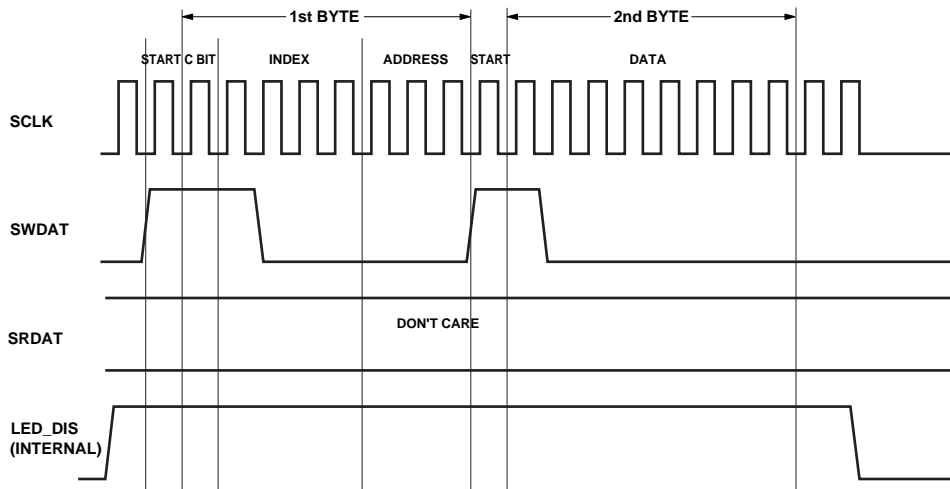 1st BYTE 2nd BYTE
START C BIT INDEX ADDRESS START DATA
SCLK
SWDAT
DON'T CARE
SRDAT
LED_DIS
(INTERNAL)